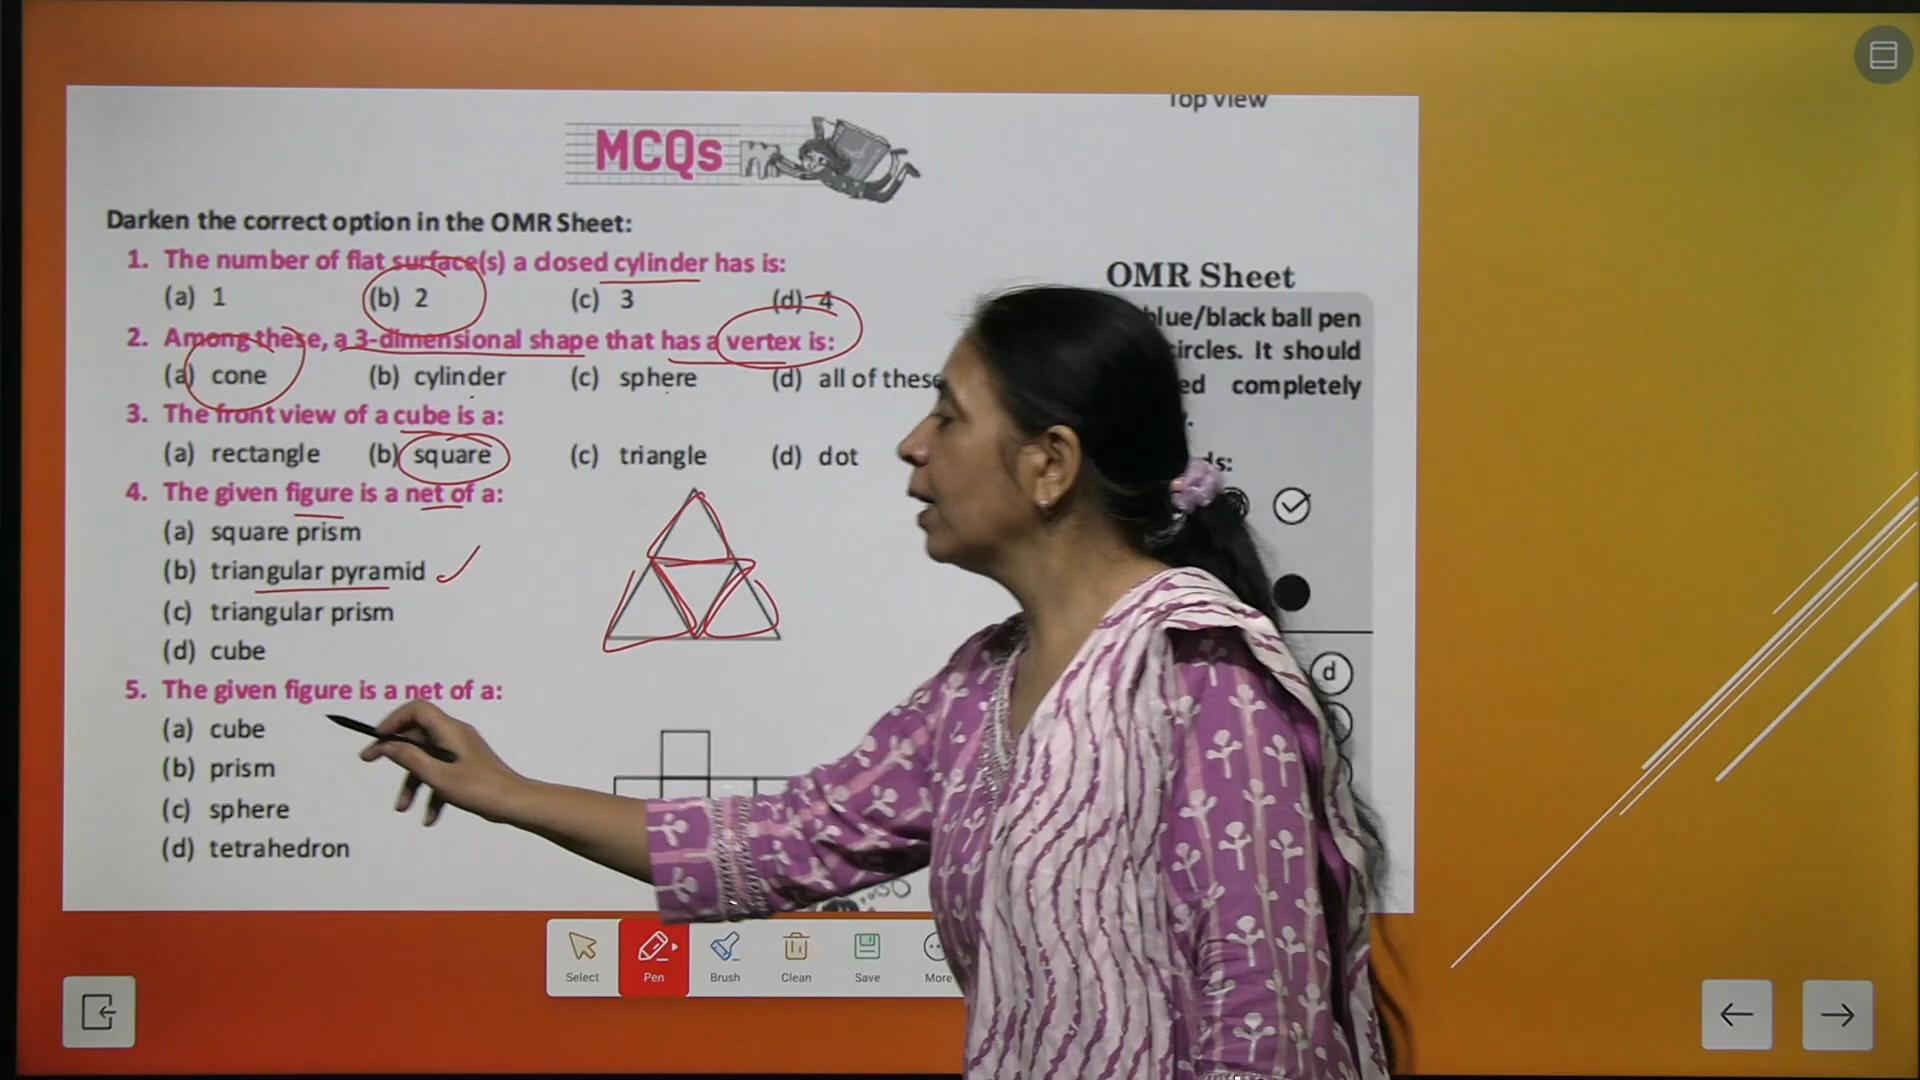 Top View
MCQs
Darken the correct option in the OMR Sheet:
1. The number of flat surface(s) a closed cylinder has is:
(a) 1 (b) 2 (c) 3 (d) 4
2. Among these, a 3-dimensional shape that has a vertex is:
(a) cone (b) cylinder (c) sphere (d) all of these
3. The front view of a cube is a:
(a) rectangle (b) square (c) triangle (d) dot
4. The given figure is a net of a:
(a) square prism
(b) triangular pyramid
(c) triangular prism
(d) cube
5. The given figure is a net of a:
(a) cube
(b) prism
(c) sphere
(d) tetrahedron
OMR Sheet
blue/black ball pen
circles. It should
completely
d
Select Pen Brush Clean Save More